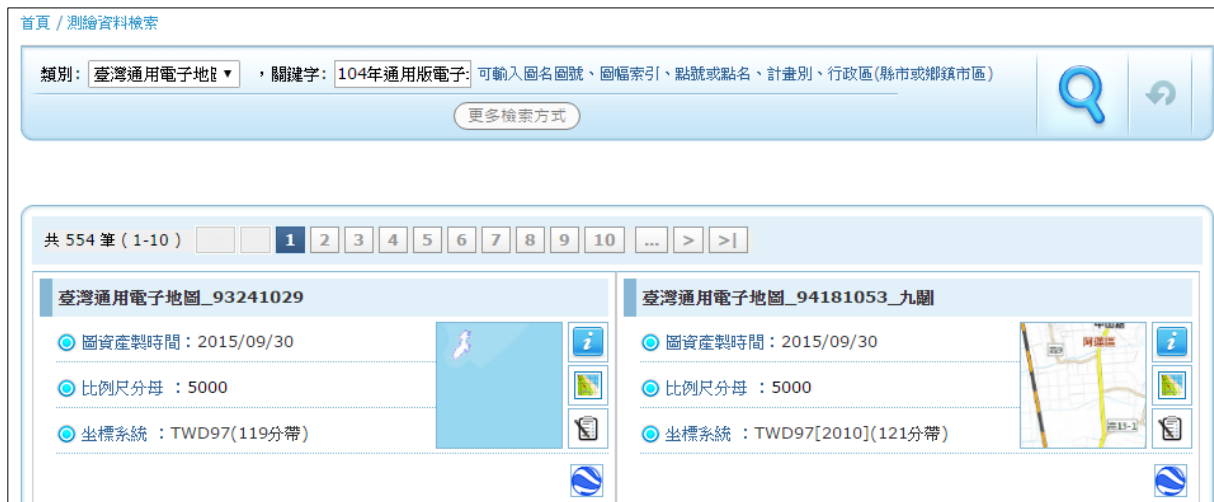 首頁 / 測繪資料檢索
類別: 臺灣通用電子地 ▼ ，關鍵字: 104年通用版電子 可輸入圖名圖號、圖幅索引、點號或點名、計畫別、行政區(縣市或鄉鎮市區)
更多檢索方式
共 554 筆 ( 1-10 ) 1 2 3 4 5 6 7 8 9 10 ... > >|
臺灣通用電子地圖_93241029
圖資產製時間：2015/09/30
比例尺分母 ：5000
坐標系統 ：TWD97(119分帶)
臺灣通用電子地圖_94181053_九鬮
圖資產製時間：2015/09/30
比例尺分母 ：5000
坐標系統 ：TWD97[2010](121分帶)
阿蓮區
高19-1